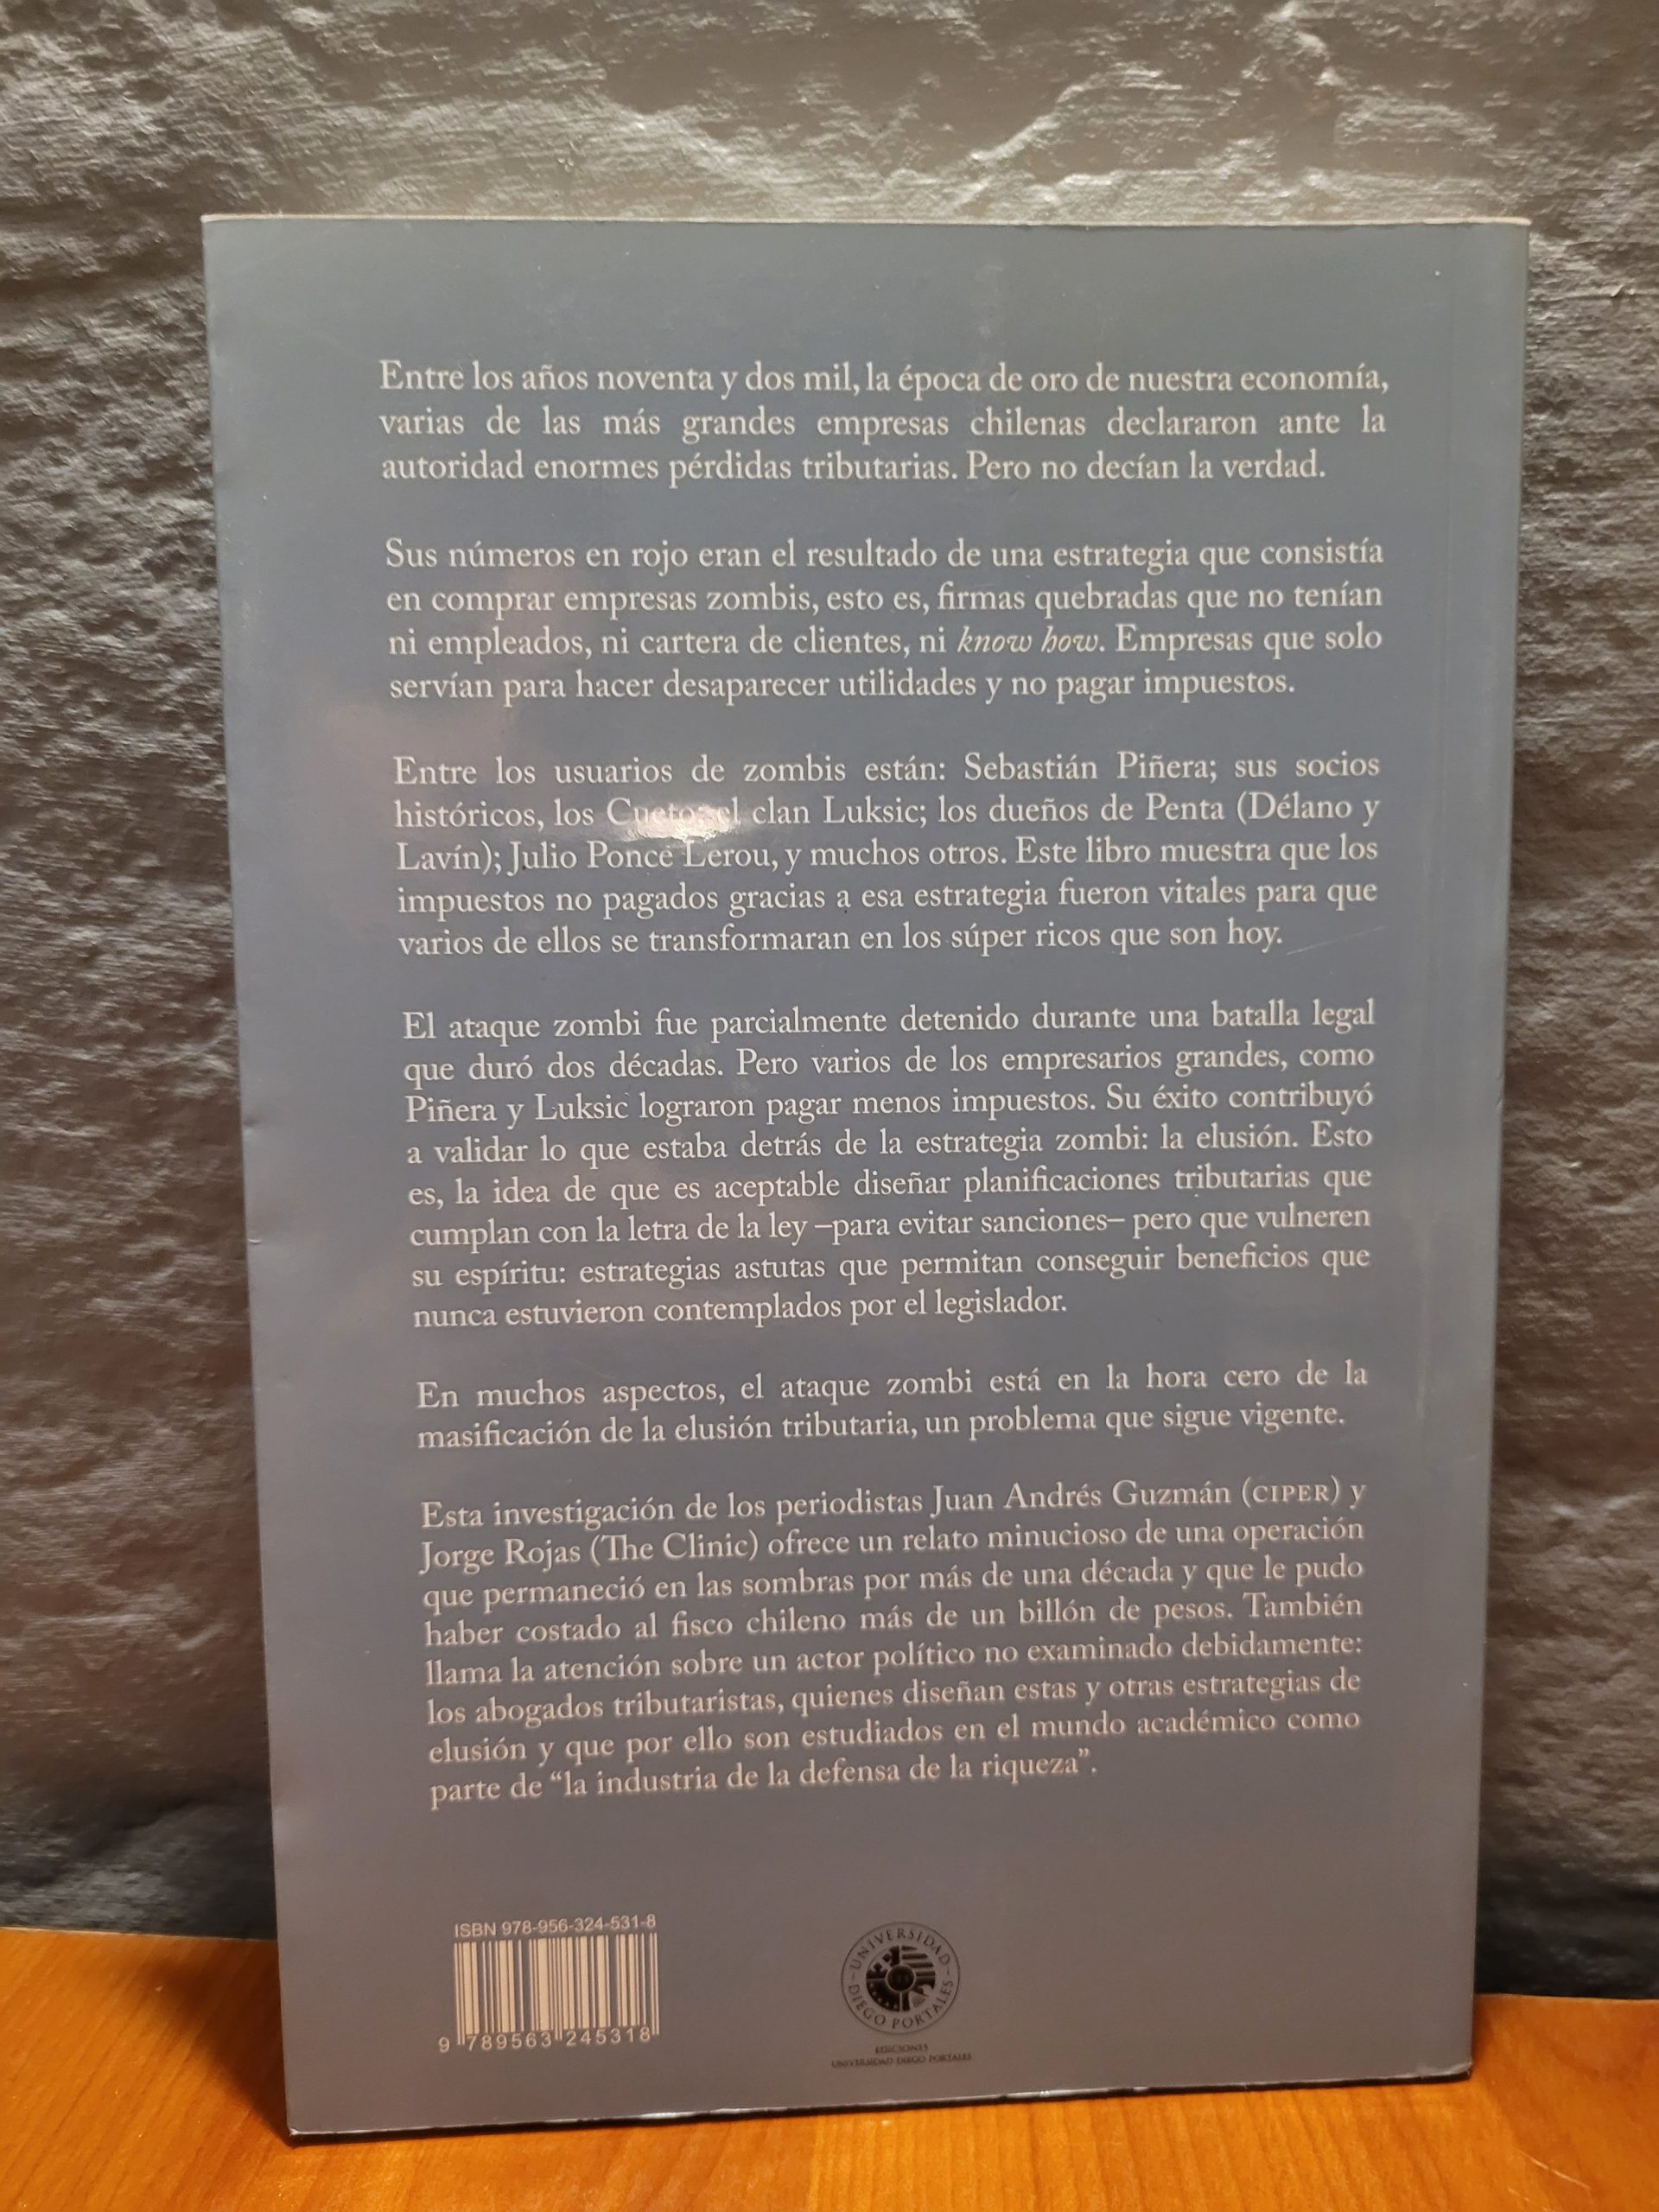 Entre los años noventa y dos mil, la época de oro de nuestra economía,
varias de las más grandes empresas chilenas declararon ante la
autoridad enormes pérdidas tributarias. Pero no decían la verdad.
Sus números en rojo eran el resultado de una estrategia que consistía
en comprar empresas zombis, esto es, firmas quebradas que no tenían
ni empleados, ni cartera de clientes, ni know how. Empresas que solo
servían para hacer desaparecer utilidades y no pagar impuestos.
Entre los usuarios de zombis están: Sebastián Piñera; sus socios
históricos, los Cueto; el clan Luksic; los dueños de Penta (Délano y
Lavín); Julio Ponce Lerou, y muchos otros. Este libro muestra que los
impuestos no pagados gracias a esa estrategia fueron vitales para que
varios de ellos se transformaran en los súper ricos que son hoy.
El ataque zombi fue parcialmente detenido durante una batalla legal
que duró dos décadas. Pero varios de los empresarios grandes, como
Piñera y Luksic lograron pagar menos impuestos. Su éxito contribuyó
a validar lo que estaba detrás de la estrategia zombi: la elusión. Esto
es, la idea de que es aceptable diseñar planificaciones tributarias que
cumplan con la letra de la ley –para evitar sanciones– pero que vulneren
su espíritu: estrategias astutas que permitan conseguir beneficios que
nunca estuvieron contemplados por el legislador.
En muchos aspectos, el ataque zombi está en la hora cero de la
masificación de la elusión tributaria, un problema que sigue vigente.
Esta investigación de los periodistas Juan Andrés Guzmán (CIPER) y
Jorge Rojas (The Clinic) ofrece un relato minucioso de una operación
que permaneció en las sombras por más de una década y que le pudo
haber costado al fisco chileno más de un billón de pesos. También
llama la atención sobre un actor político no examinado debidamente:
los abogados tributaristas, quienes diseñan estas y otras estrategias de
elusión y que por ello son estudiados en el mundo académico como
parte de “la industria de la defensa de la riqueza”.
ISBN 978-956-324-531-8
9 789563 245318
UNIVERSIDAD DIEGO PORTALES
EDICIONES
UNIVERSIDAD DIEGO PORTALES